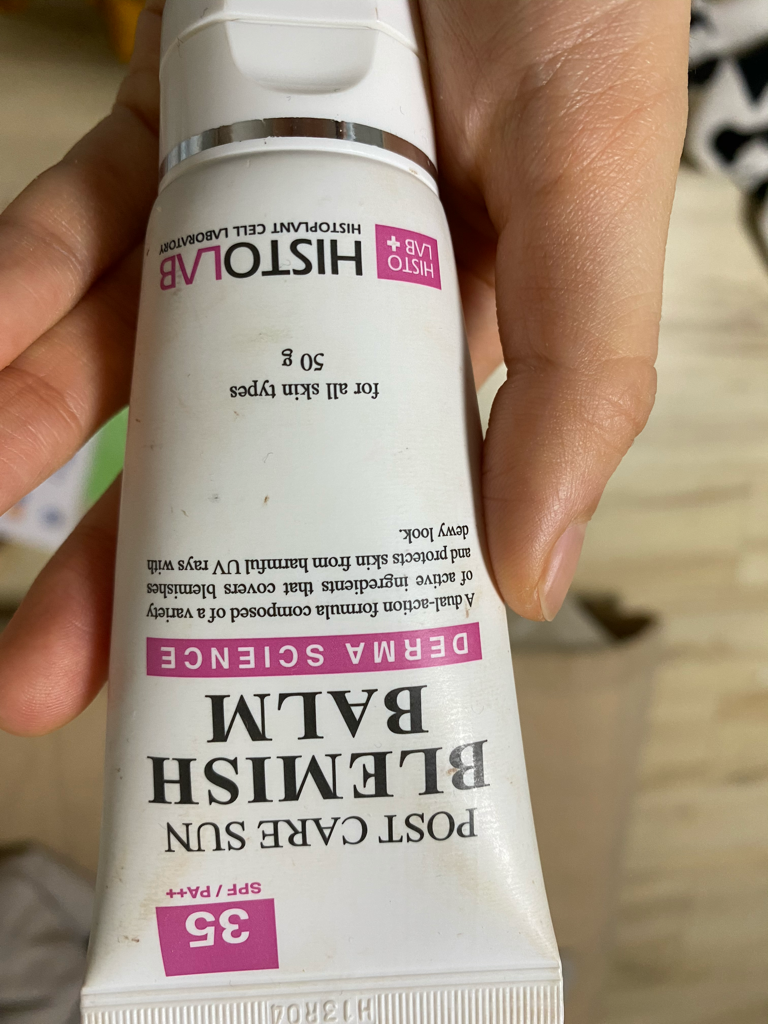 35
SPF / PA++
POST CARE SUN
BLEMISH
BALM
DERMA SCIENCE
A dual-action formula composed of a variety
of active ingredients that covers blemishes
and protects skin from harmful UV rays with
dewy look.
for all skin types
50 g
HISTO
LAB+
HISTOLAB
HISTOPLANT CELL LABORATORY
H13R04